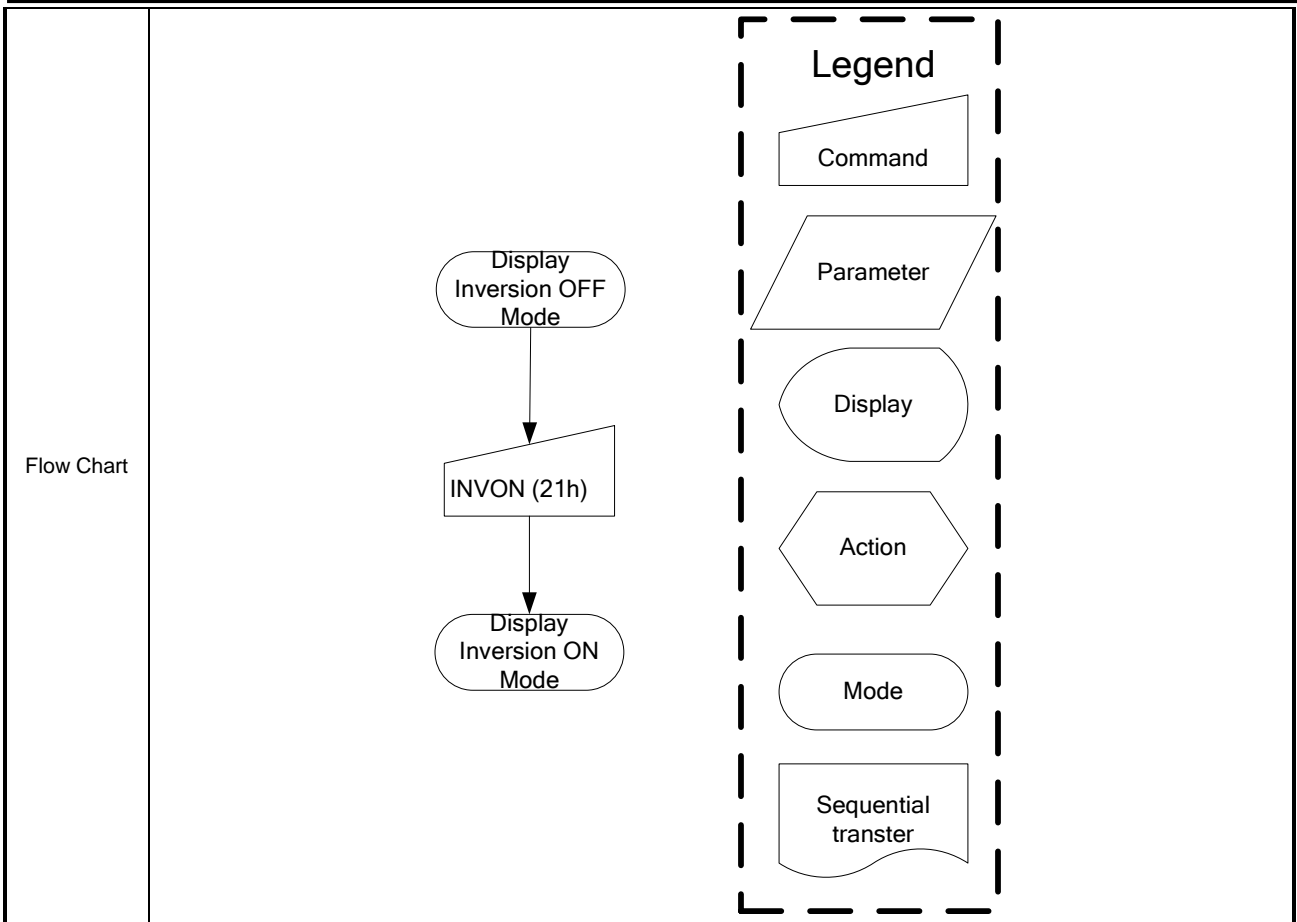 Flow Chart
Display
Inversion OFF
Mode
INVON (21h)
Display
Inversion ON
Mode
Legend
Command
Parameter
Display
Action
Mode
Sequential
transter